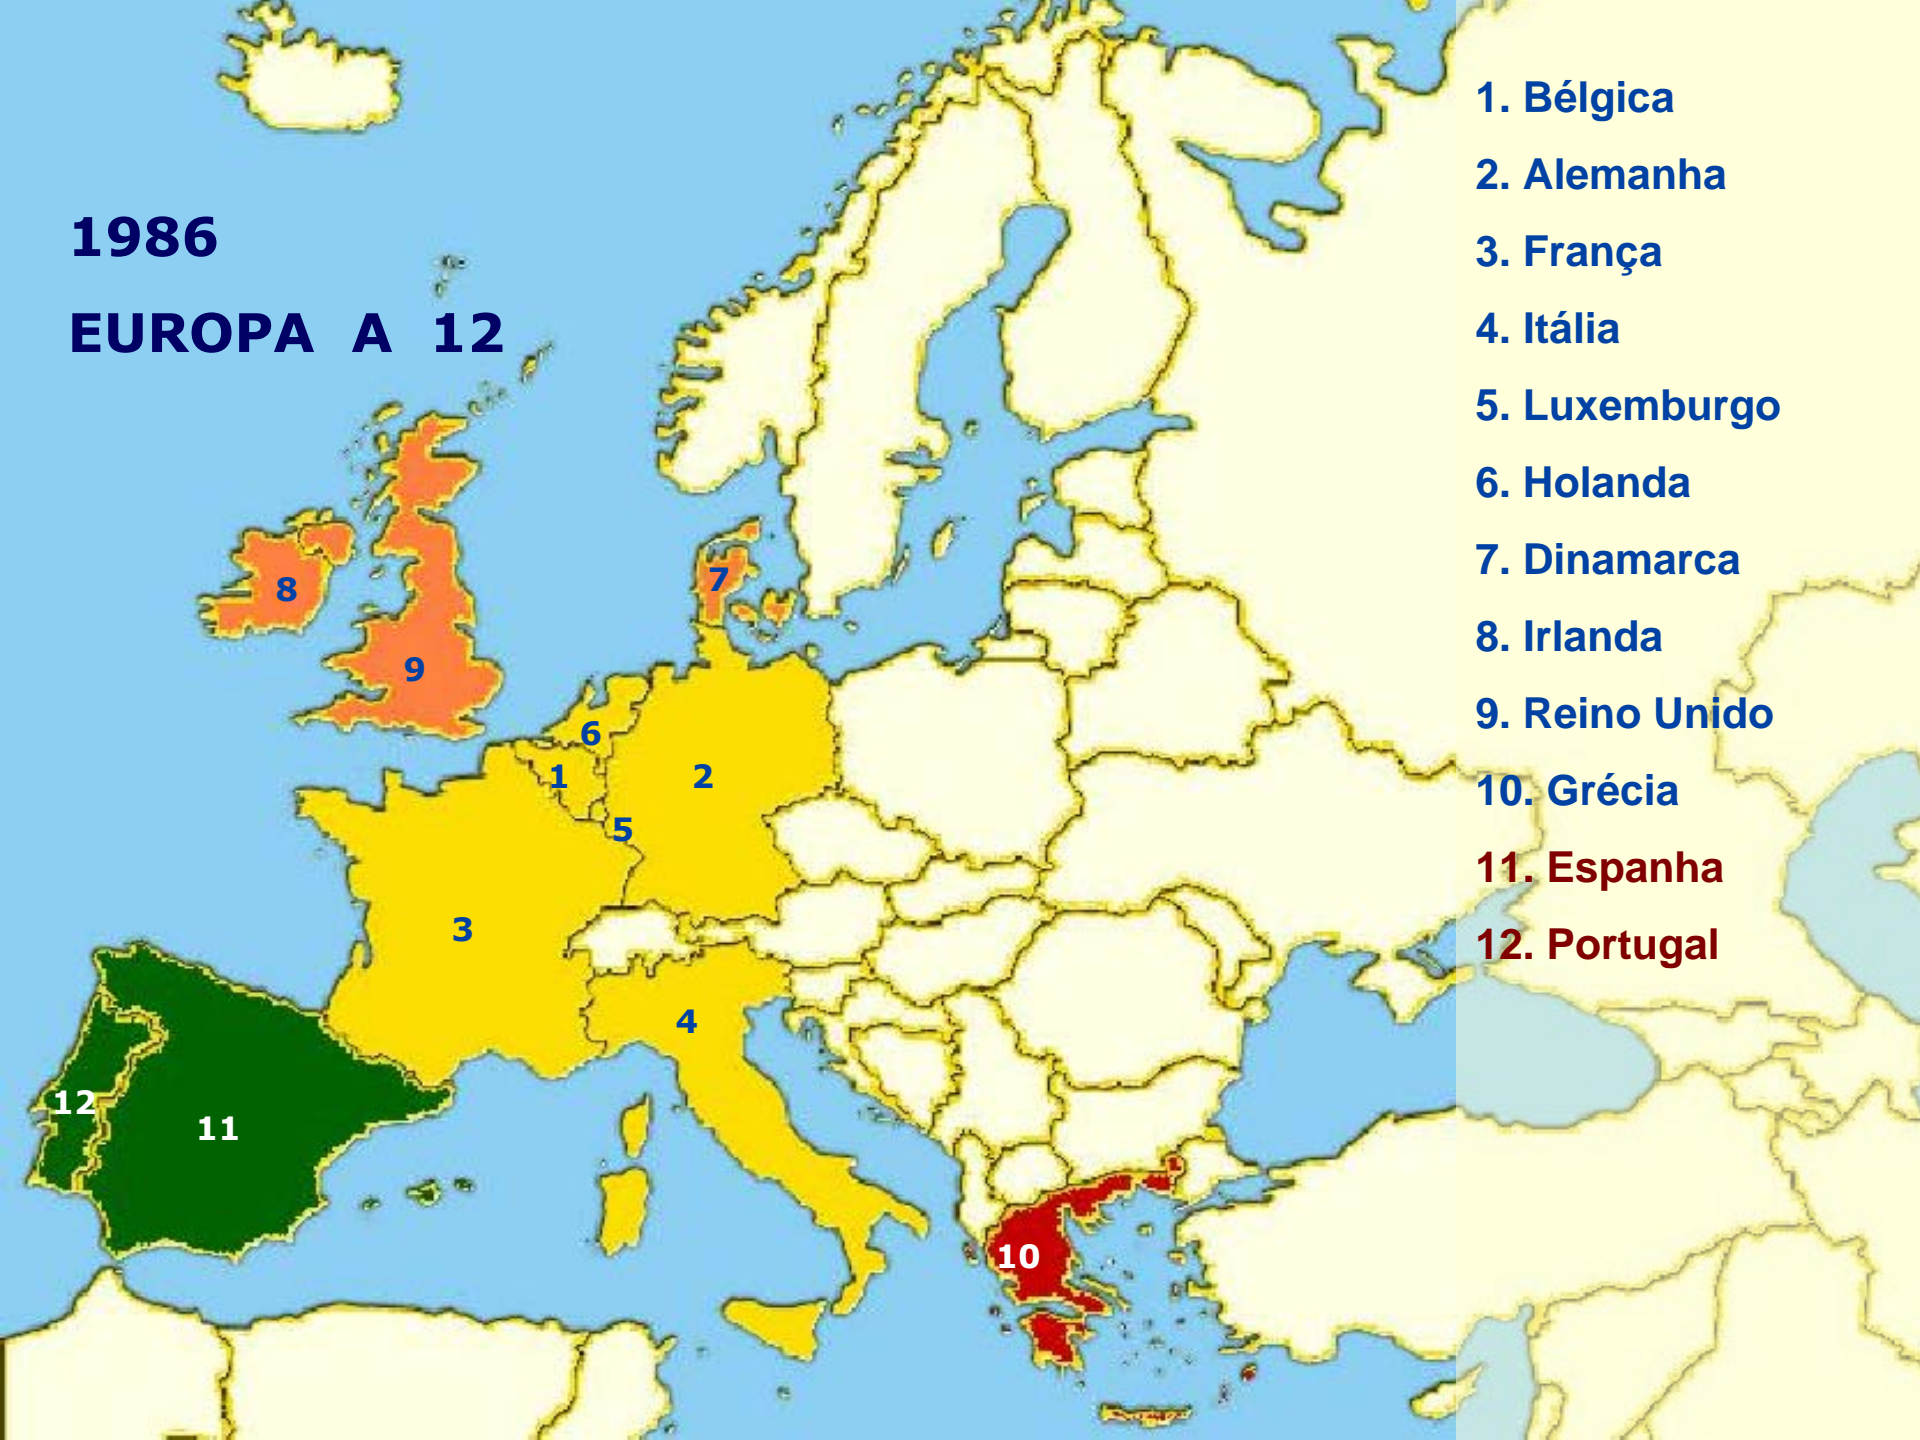 1986
EUROPA A 12
1. Bélgica
2. Alemanha
3. França
4. Itália
5. Luxemburgo
6. Holanda
7. Dinamarca
8. Irlanda
9. Reino Unido
10. Grécia
11. Espanha
12. Portugal
7
8
9
6
1
2
5
3
4
12
11
10